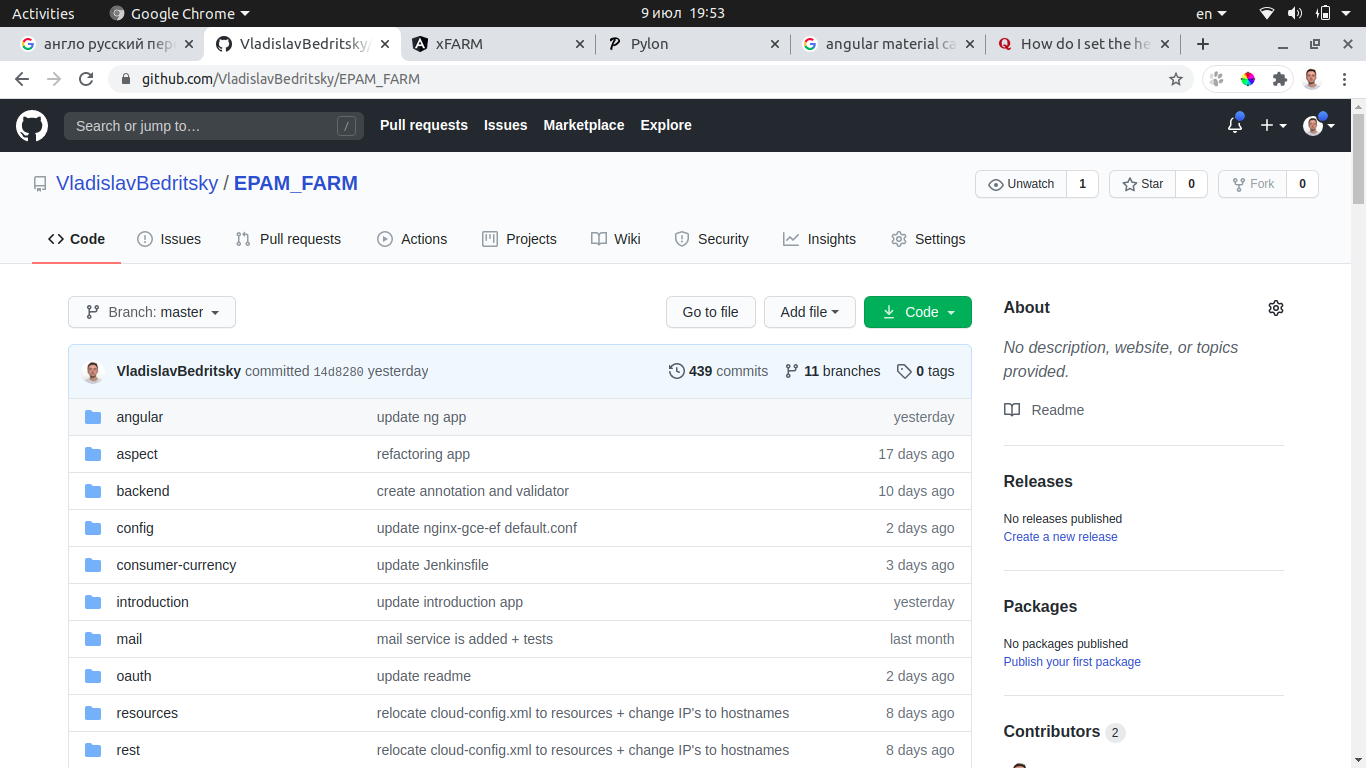 Activities Google Chrome 9 июл 19:53 en
англо русский пер VladislavBedritsky/ xFARM Pylon angular material ca How do I set the he
github.com/VladislavBedritsky/EPAM_FARM
Search or jump to… / Pull requests Issues Marketplace Explore
VladislavBedritsky / EPAM_FARM Unwatch 1 Star 0 Fork 0
Code Issues Pull requests Actions Projects Wiki Security Insights Settings
Branch: master Go to file Add file Code
VladislavBedritsky committed 14d8280 yesterday 439 commits 11 branches 0 tags
angular update ng app yesterday
aspect refactoring app 17 days ago
backend create annotation and validator 10 days ago
config update nginx-gce-ef default.conf 2 days ago
consumer-currency update Jenkinsfile 3 days ago
introduction update introduction app yesterday
mail mail service is added + tests last month
oauth update readme 2 days ago
resources relocate cloud-config.xml to resources + change IP's to hostnames 8 days ago
rest relocate cloud-config.xml to resources + change IP's to hostnames 8 days ago
About
No description, website, or topics
provided.
Readme
Releases
No releases published
Create a new release
Packages
No packages published
Publish your first package
Contributors 2